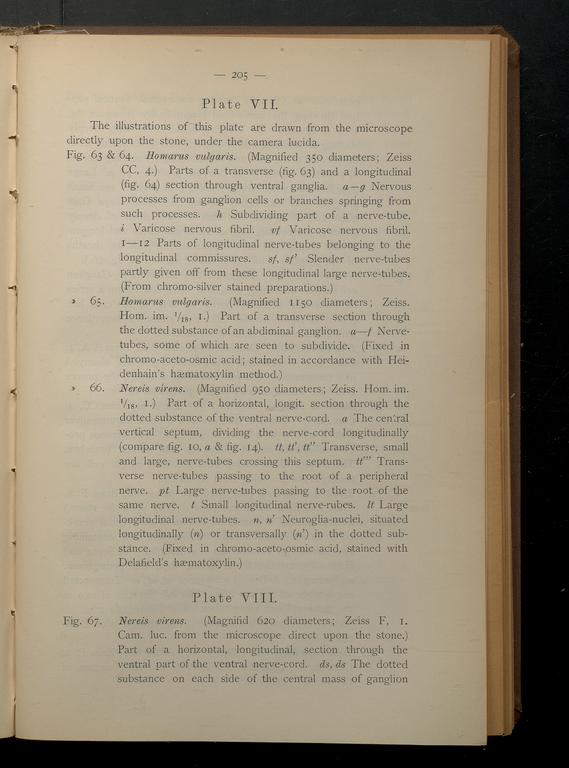 — 205 —
Plate VII.
The illustrations of this plate are drawn from the microscope
directly upon the stone, under the camera lucida.
Fig. 63 & 64. Homarus vulgaris. (Magnified 350 diameters; Zeiss
CC, 4.) Parts of a transverse (fig. 63) and a longitudinal
(fig. 64) section through ventral ganglia. a—g Nervous
processes from ganglion cells or branches springing from
such processes. h Subdividing part of a nerve-tube.
i Varicose nervous fibril. vf Varicose nervous fibril.
1—12 Parts of longitudinal nerve-tubes belonging to the
longitudinal commissures. sf, sf' Slender nerve-tubes
partly given off from these longitudinal large nerve-tubes.
(From chromo-silver stained preparations.)
» 65. Homarus vulgaris. (Magnified 1150 diameters; Zeiss.
Hom. im. 1/18, 1.) Part of a transverse section through
the dotted substance of an abdiminal ganglion. a—f Nerve-
tubes, some of which are seen to subdivide. (Fixed in
chromo-aceto-osmic acid; stained in accordance with Hei-
denhain's hæmatoxylin method.)
» 66. Nereis virens. (Magnified 950 diameters; Zeiss. Hom. im.
1/18, 1.) Part of a horizontal, longit. section through the
dotted substance of the ventral nerve-cord. a The central
vertical septum, dividing the nerve-cord longitudinally
(compare fig. 10, a & fig. 14). tt, tt', tt'' Transverse, small
and large, nerve-tubes crossing this septum. tt''' Trans-
verse nerve-tubes passing to the root of a peripheral
nerve. pt Large nerve-tubes passing to the root of the
same nerve. t Small longitudinal nerve-rubes. lt Large
longitudinal nerve-tubes. n, n' Neuroglia-nuclei, situated
longitudinally (n) or transversally (n') in the dotted sub-
stance. (Fixed in chromo-aceto-osmic acid, stained with
Delafield's hæmatoxylin.)
Plate VIII.
Fig. 67. Nereis virens. (Magnifid 620 diameters; Zeiss F, 1.
Cam. luc. from the microscope direct upon the stone.)
Part of a horizontal, longitudinal, section through the
ventral part of the ventral nerve-cord. ds, ds The dotted
substance on each side of the central mass of ganglion